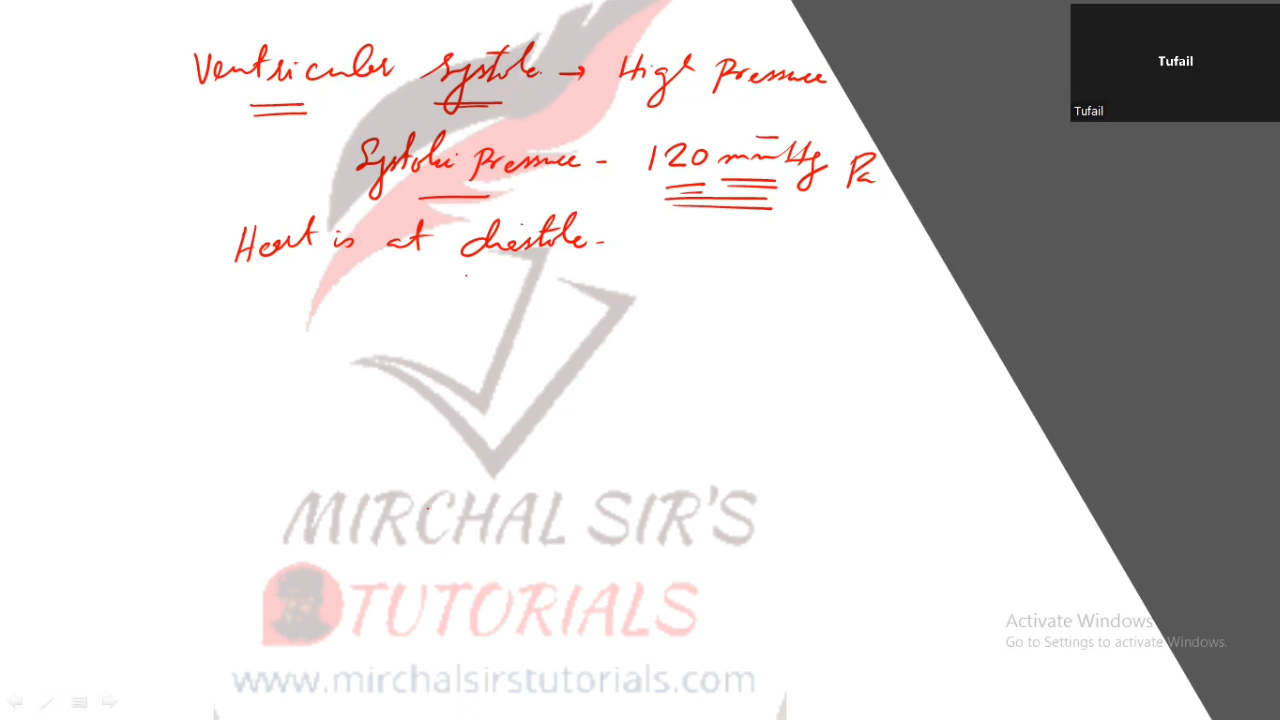 Ventricular Systole → High Pressure
Systolic Pressure - 120 mmHg Pa
Heart is at diastole -
MIRCHAL SIR'S
TUTORIALS
www.mirchalsirstutorials.com
Tufail
Tufail
Activate Windows
Go to Settings to activate Windows.